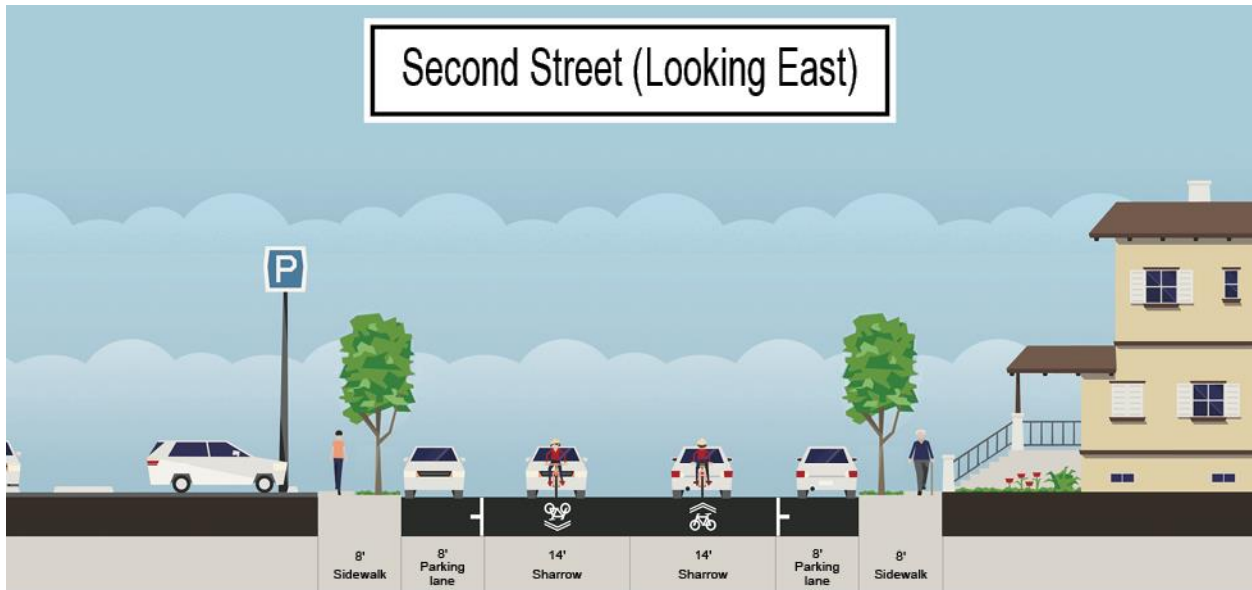 Second Street (Looking East)
P
8'
Sidewalk
8'
Parking
lane
14'
Sharrow
14'
Sharrow
8'
Parking
lane
8'
Sidewalk